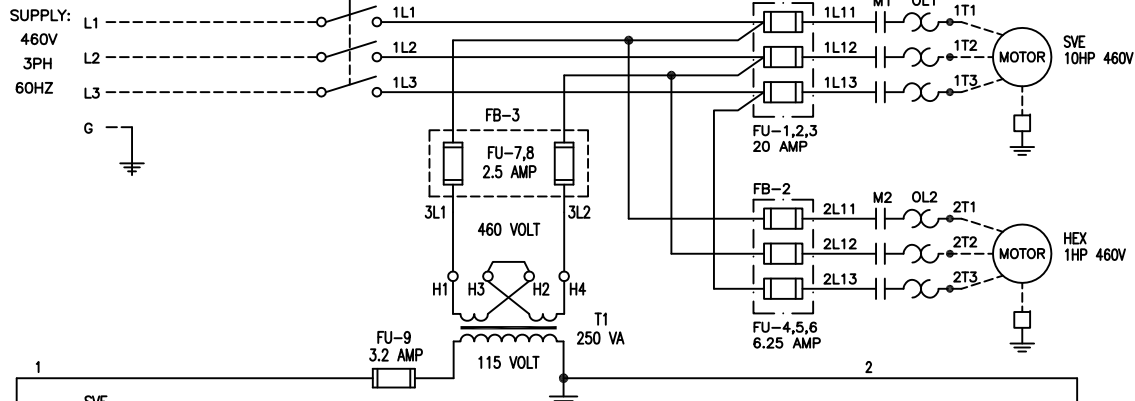 SUPPLY:
460V
3PH
60HZ
L1
L2
L3
G
1L1
1L2
1L3
1L11
1L12
1L13
M1
OL1
1T1
1T2
1T3
MOTOR
SVE
10HP 460V
FU-1,2,3
20 AMP
FB-3
FU-7,8
2.5 AMP
3L1
3L2
460 VOLT
H1
H3
H2
H4
T1
250 VA
FB-2
2L11
2L12
2L13
M2
OL2
2T1
2T2
2T3
MOTOR
HEX
1HP 460V
FU-4,5,6
6.25 AMP
FU-9
3.2 AMP
115 VOLT
1
2
SVE